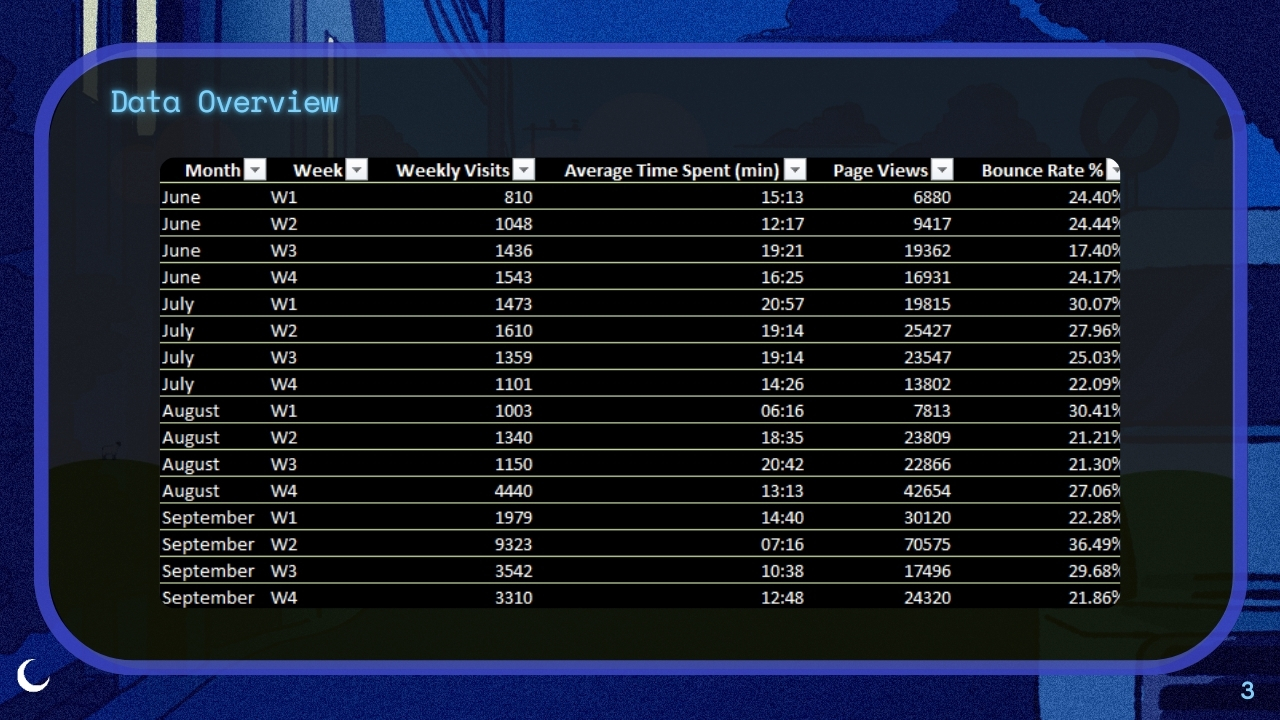 Data Overview
Month Week Weekly Visits Average Time Spent (min) Page Views Bounce Rate %
June W1 810 15:13 6880 24.40%
June W2 1048 12:17 9417 24.44%
June W3 1436 19:21 19362 17.40%
June W4 1543 16:25 16931 24.17%
July W1 1473 20:57 19815 30.07%
July W2 1610 19:14 25427 27.96%
July W3 1359 19:14 23547 25.03%
July W4 1101 14:26 13802 22.09%
August W1 1003 06:16 7813 30.41%
August W2 1340 18:35 23809 21.21%
August W3 1150 20:42 22866 21.30%
August W4 4440 13:13 42654 27.06%
September W1 1979 14:40 30120 22.28%
September W2 9323 07:16 70575 36.49%
September W3 3542 10:38 17496 29.68%
September W4 3310 12:48 24320 21.86%
3